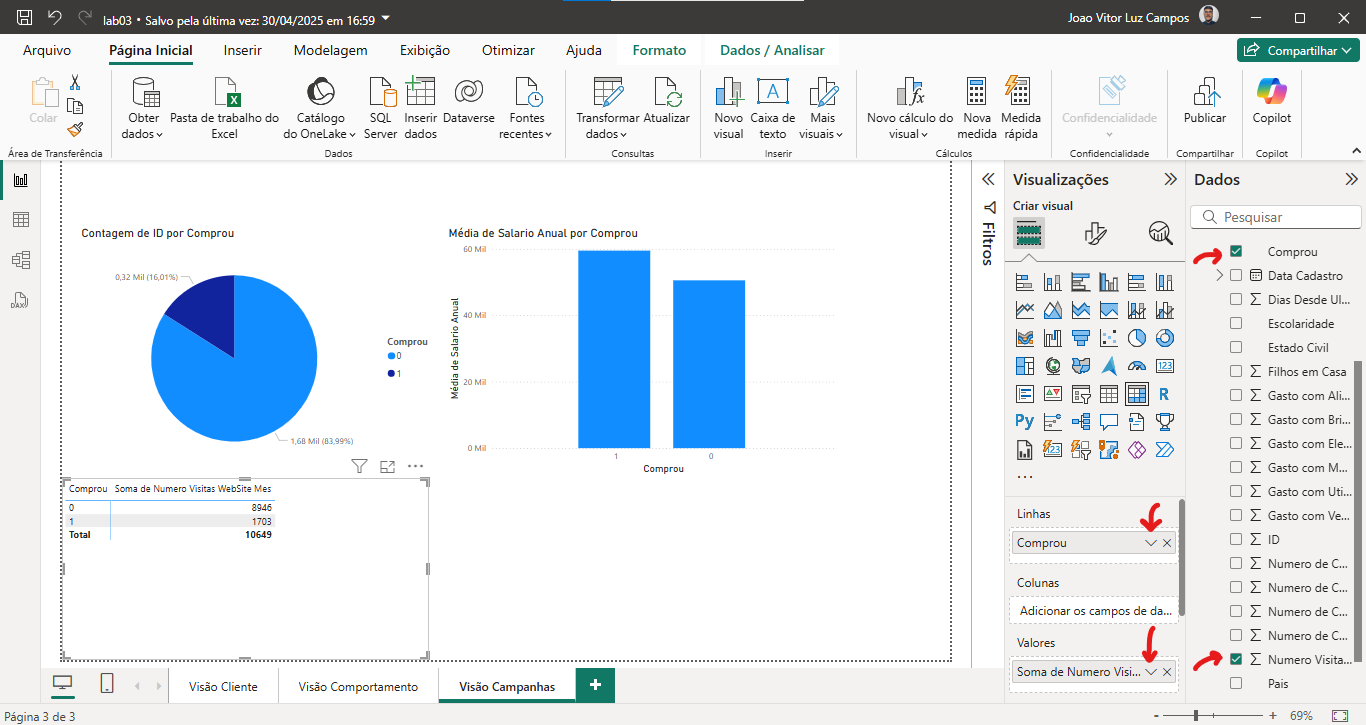 lab03 • Salvo pela última vez: 30/04/2025 em 16:59
Joao Vitor Luz Campos
Arquivo
Página Inicial
Inserir
Modelagem
Exibição
Otimizar
Ajuda
Formato
Dados / Analisar
Compartilhar
Colar
Obter
dados
Pasta de trabalho do
Excel
Catálogo
do OneLake
SQL
Server
Inserir
dados
Dataverse
Fontes
recentes
Transformar
dados
Atualizar
Novo
visual
Caixa de
texto
Mais
visuais
Novo cálculo do
visual
Nova
medida
Medida
rápida
Confidencialidade
Publicar
Copilot
Área de Transferência
Dados
Consultas
Inserir
Cálculos
Confidencialidade
Compartilhar
Copilot
DAX
Contagem de ID por Comprou
0,32 Mil (16,01%)
1,68 Mil (83,99%)
Comprou
0
1
Média de Salario Anual por Comprou
Média de Salario Anual
60 Mil
40 Mil
20 Mil
0 Mil
1
0
Comprou
Comprou Soma de Numero Visitas WebSite Mes
0 8946
1 1703
Total 10649
Filtros
Visualizações
Criar visual
123
R
Py
123
...
Linhas
Comprou
Colunas
Adicionar os campos de da...
Valores
Soma de Numero Visi...
Dados
Pesquisar
Comprou
Data Cadastro
Dias Desde Ul...
Escolaridade
Estado Civil
Filhos em Casa
Gasto com Ali...
Gasto com Bri...
Gasto com Ele...
Gasto com M...
Gasto com Uti...
Gasto com Ve...
ID
Numero de C...
Numero de C...
Numero de C...
Numero de C...
Numero Visita...
Pais
Visão Cliente
Visão Comportamento
Visão Campanhas
+
Página 3 de 3
- + 69%